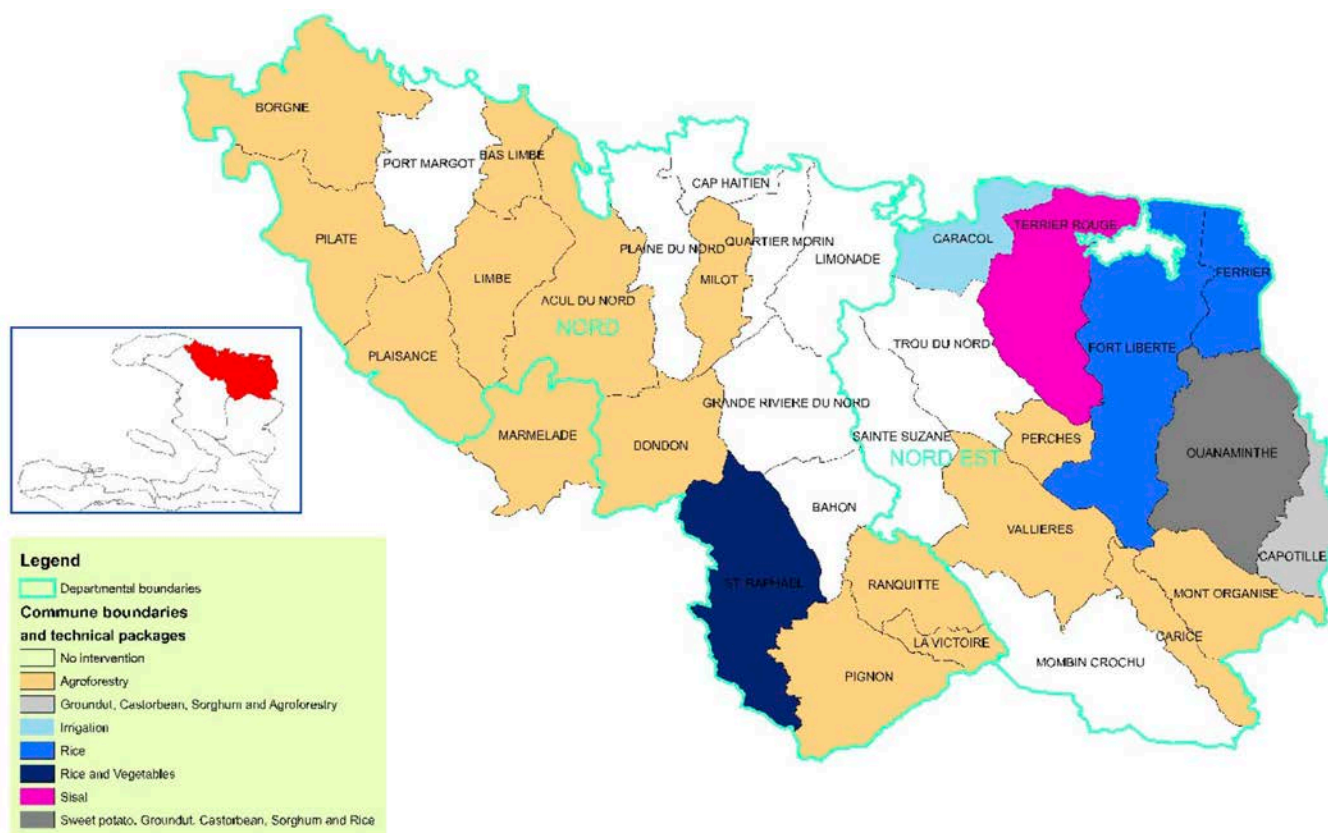 BORGNE
PORT MARGOT
BAS LIMBE
CAP HAITIEN
PILATE
PLAINE DU NORD
QUARTIER MORIN
LIMONADE
CARACOL
TERRIER ROUGE
FERRIER
LIMBE
ACUL DU NORD
MILOT
NORD
PLAISANCE
TROU DU NORD
FORT LIBERTE
GRANDE RIVIERE DU NORD
MARMELADE
DONDON
SAINTE SUZANE
NORD EST
PERCHES
OUANAMINTHE
BAHON
VALLIERES
CAPOTILLE
ST RAPHAEL
RANQUITTE
MONT ORGANISE
LA VICTOIRE
CARICE
PIGNON
MOMBIN CROCHU
Legend
Departmental boundaries
Commune boundaries
and technical packages
No intervention
Agroforestry
Groundut, Castorbean, Sorghum and Agroforestry
Irrigation
Rice
Rice and Vegetables
Sisal
Sweet potato, Groundut, Castorbean, Sorghum and Rice